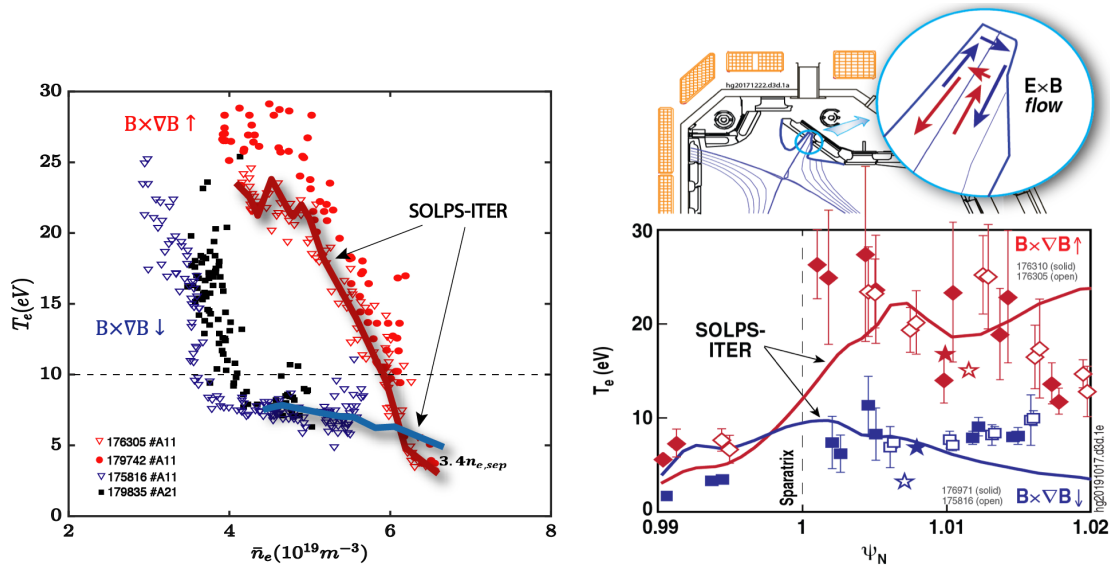 30
25
20
15
10
5
0
T_e(eV)
B×∇B ↑
SOLPS-ITER
B×∇B ↓
176305 #A11
179742 #A11
175816 #A11
179835 #A21
3.4n_{e,sep}
2 4 6 8
n̄_e(10^{19}m^{-3})
hg20171222.d3d.1a
E×B
flow
30
20
10
0
T_e (eV)
B×∇B↑
176310 (solid)
176305 (open)
SOLPS-
ITER
Sparatrix
176971 (solid)
175816 (open)
B×∇B↓
hg20191017.d3d.1e
0.99 1 1.01 1.02
Ψ_N